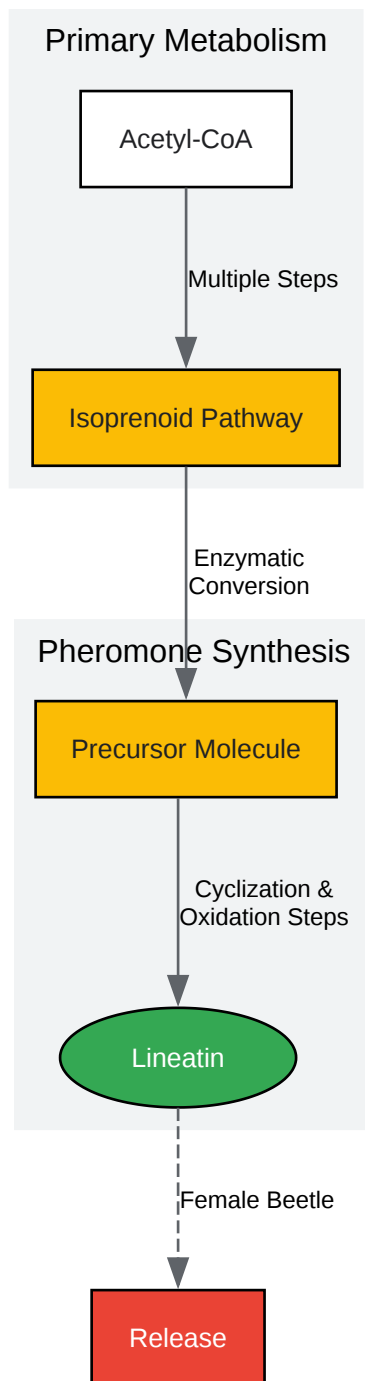 Primary Metabolism
Acetyl-CoA
Multiple Steps
Isoprenoid Pathway
Enzymatic
Conversion
Pheromone Synthesis
Precursor Molecule
Cyclization &
Oxidation Steps
Lineatin
Female Beetle
Release